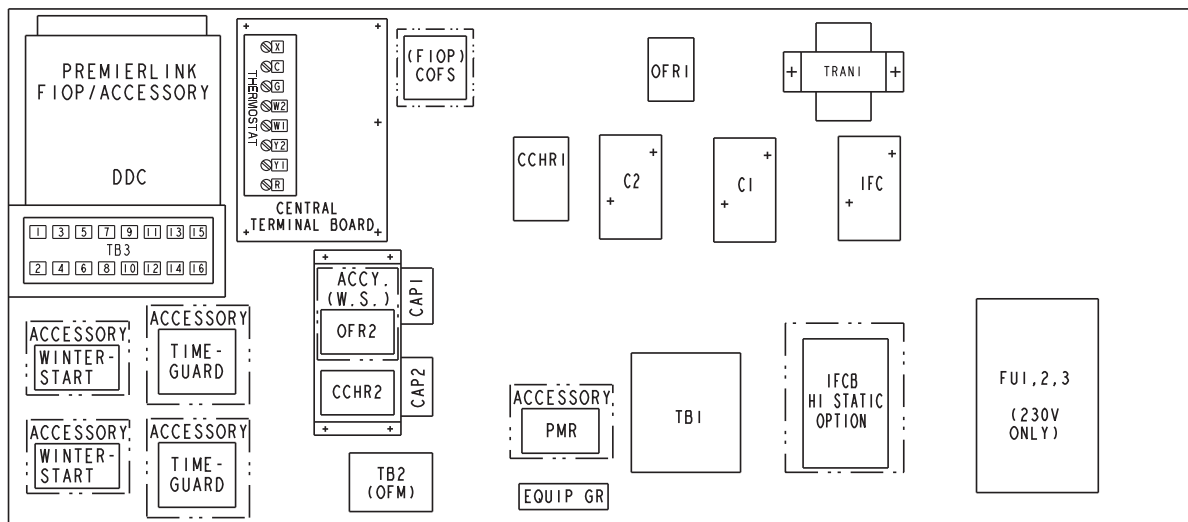 PREMIERLINK
FIOP/ACCESSORY
DDC
1 3 5 7 9 11 13 15
TB3
2 4 6 8 10 12 14 16
THERMOSTAT
X
C
G
W2
W1
Y2
Y1
R
CENTRAL
TERMINAL BOARD
(FIOP)
COFS
OFR1
TRAN1
CCHR1
C2
C1
IFC
ACCY.
(W.S.)
OFR2
CCHR2
CAP1
CAP2
ACCESSORY
WINTER-
START
ACCESSORY
TIME-
GUARD
ACCESSORY
WINTER-
START
ACCESSORY
TIME-
GUARD
TB2
(OFM)
ACCESSORY
PMR
EQUIP GR
TB1
IFCB
HI STATIC
OPTION
FU1,2,3
(230V
ONLY)